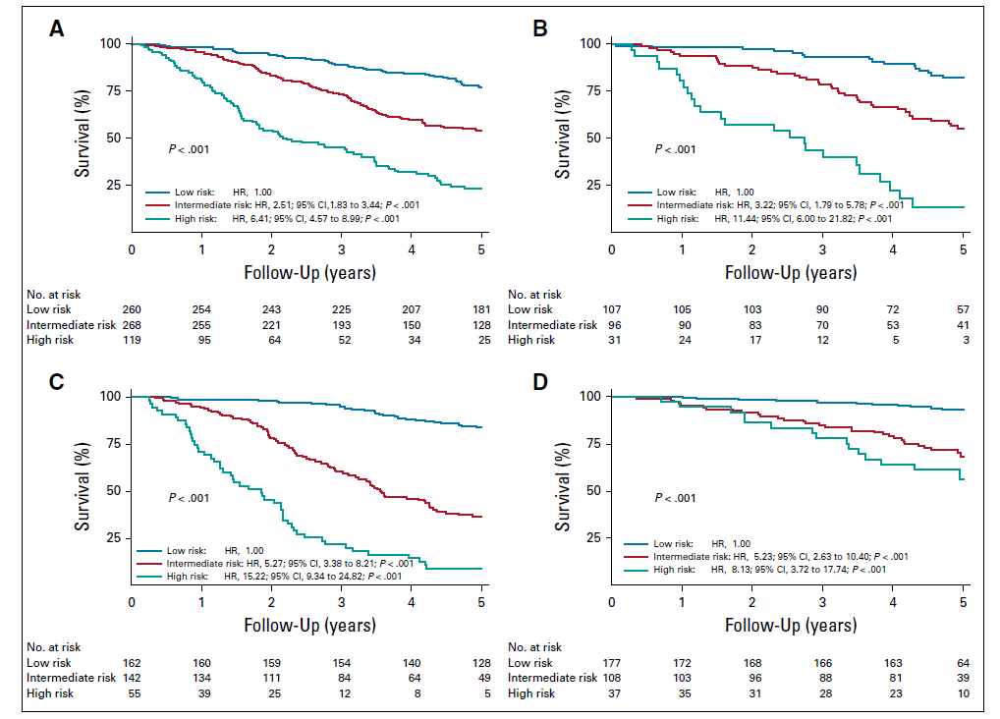 A
Survival (%)
100
75
50
25
P < .001
Low risk: HR, 1.00
Intermediate risk: HR, 2.51; 95% CI,1.83 to 3.44; P < .001
High risk: HR, 6.41; 95% CI, 4.57 to 8.99; P < .001
0 1 2 3 4 5
Follow-Up (years)
No. at risk
Low risk 260 254 243 225 207 181
Intermediate risk 268 255 221 193 150 128
High risk 119 95 64 52 34 25
B
Survival (%)
100
75
50
25
P < .001
Low risk: HR, 1.00
Intermediate risk: HR, 3.22; 95% CI, 1.79 to 5.78; P < .001
High risk: HR, 11.44; 95% CI, 6.00 to 21.82; P < .001
0 1 2 3 4 5
Follow-Up (years)
No. at risk
Low risk 107 105 103 90 72 57
Intermediate risk 96 90 83 70 53 41
High risk 31 24 17 12 5 3
C
Survival (%)
100
75
50
25
P < .001
Low risk: HR, 1.00
Intermediate risk: HR, 5.27; 95% CI, 3.38 to 8.21; P < .001
High risk: HR, 15.22; 95% CI, 9.34 to 24.82; P < .001
0 1 2 3 4 5
Follow-Up (years)
No. at risk
Low risk 162 160 159 154 140 128
Intermediate risk 142 134 111 84 64 49
High risk 55 39 25 12 8 5
D
Survival (%)
100
75
50
25
P < .001
Low risk: HR, 1.00
Intermediate risk: HR, 5.23; 95% CI, 2.63 to 10.40; P < .001
High risk: HR, 8.13; 95% CI, 3.72 to 17.74; P < .001
0 1 2 3 4 5
Follow-Up (years)
No. at risk
Low risk 177 172 168 166 163 64
Intermediate risk 108 103 96 88 81 39
High risk 37 35 31 28 23 10